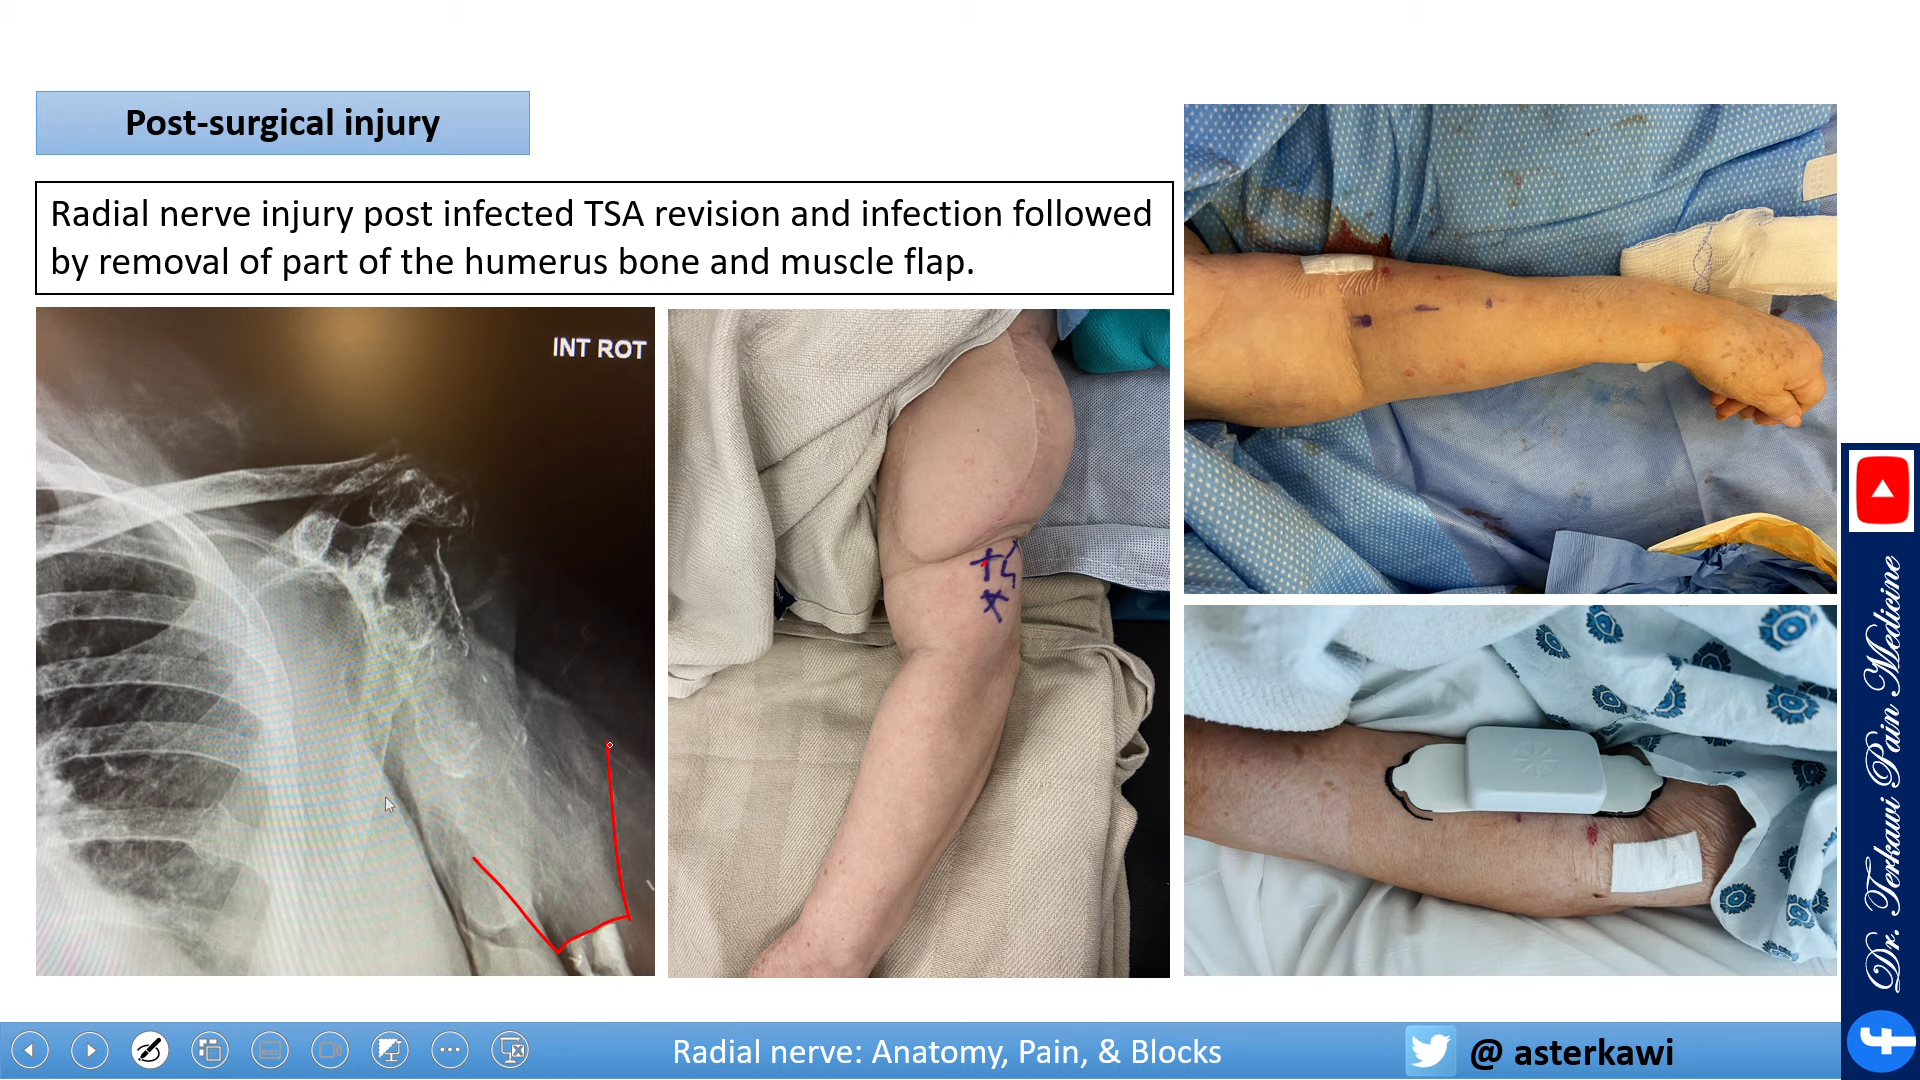 Post-surgical injury
Radial nerve injury post infected TSA revision and infection followed
by removal of part of the humerus bone and muscle flap.
INT ROT
Dr. Terkawi Pain Medicine
Radial nerve: Anatomy, Pain, & Blocks
@ asterkawi